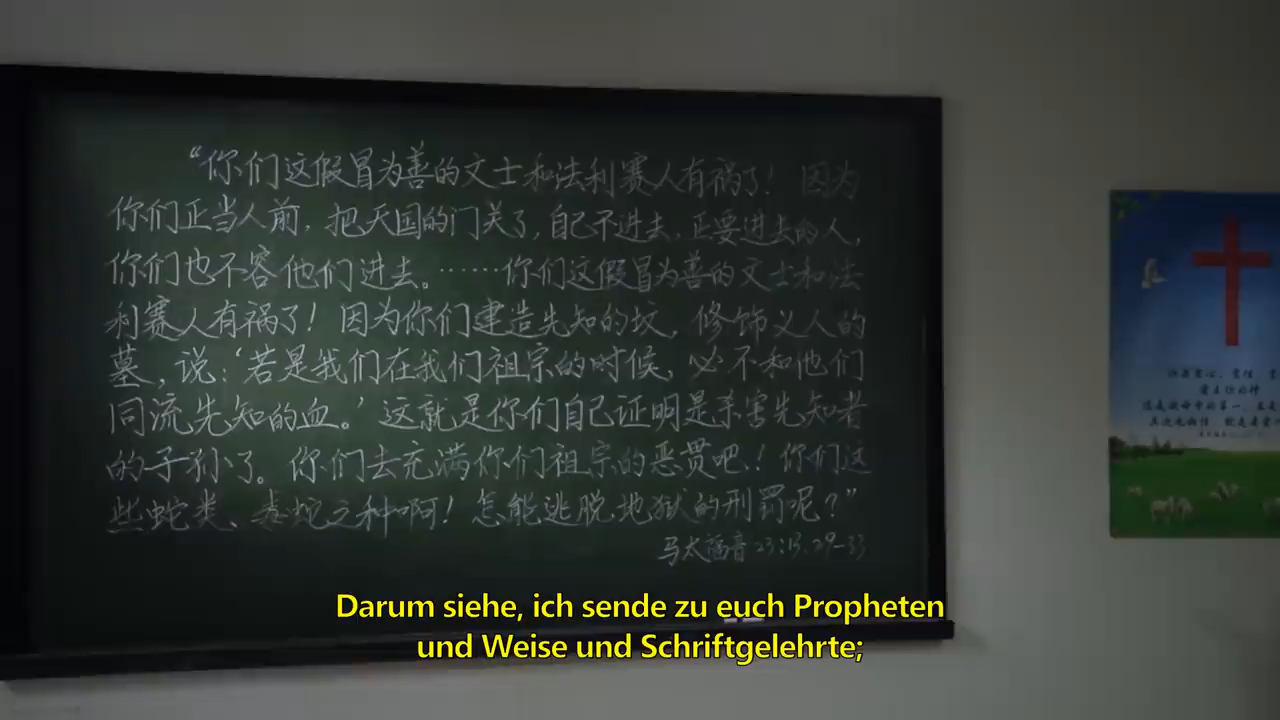 “你们这假冒为善的文士和法利赛人有祸了！因为
你们正当人前，把天国的门关了，自己不进去，正要进去的人，
你们也不容他们进去。……你们这假冒为善的文士和法
利赛人有祸了！因为你们建造先知的坟，修饰义人的
墓，说：‘若是我们在我们祖宗的时候，必不和他们
同流先知的血。’这就是你们自己证明是杀害先知者
的子孙了。你们去充满你们祖宗的恶贯吧！你们这
些蛇类、毒蛇之种啊！怎能逃脱地狱的刑罚呢？”
马太福音23:13.29-33
Darum siehe, ich sende zu euch Propheten
und Weise und Schriftgelehrte;